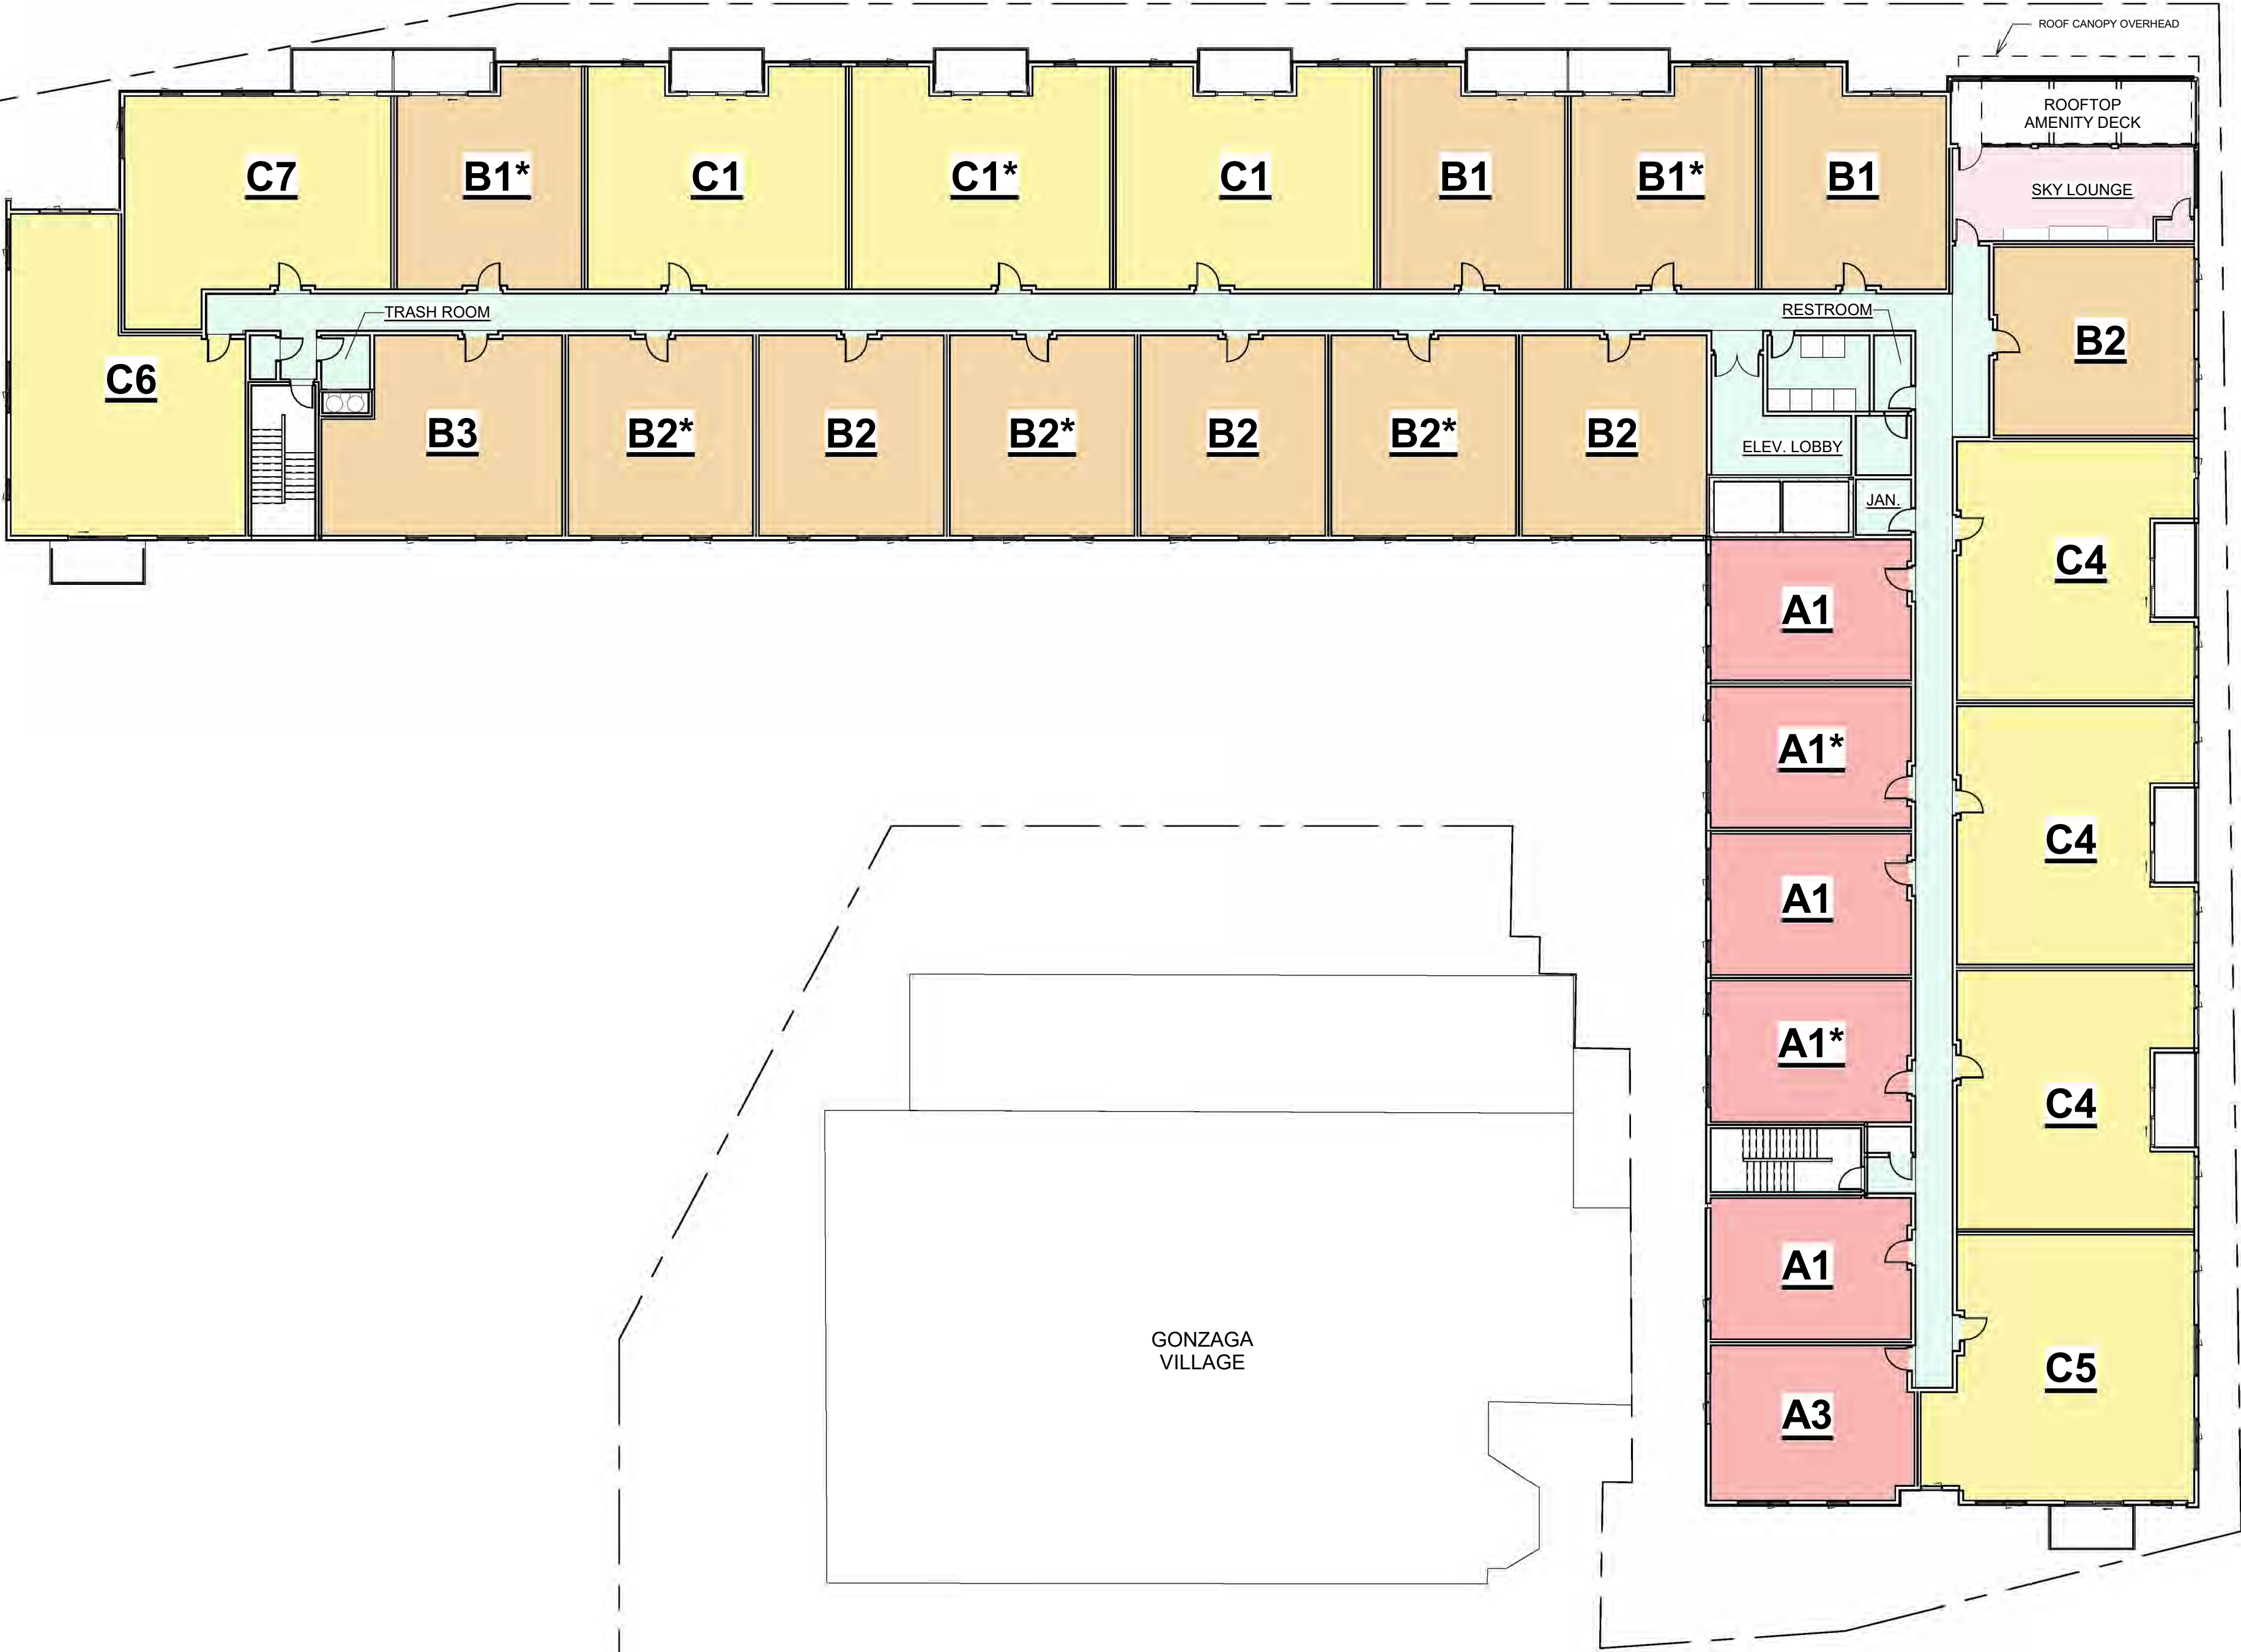 ROOF CANOPY OVERHEAD
ROOFTOP
AMENITY DECK
C7
B1*
C1
C1*
C1
B1
B1*
B1
SKY LOUNGE
TRASH ROOM
RESTROOM
B2
C6
B3
B2*
B2
B2*
B2
B2*
B2
ELEV. LOBBY
JAN.
C4
A1
A1*
C4
A1
A1*
C4
A1
GONZAGA
VILLAGE
C5
A3